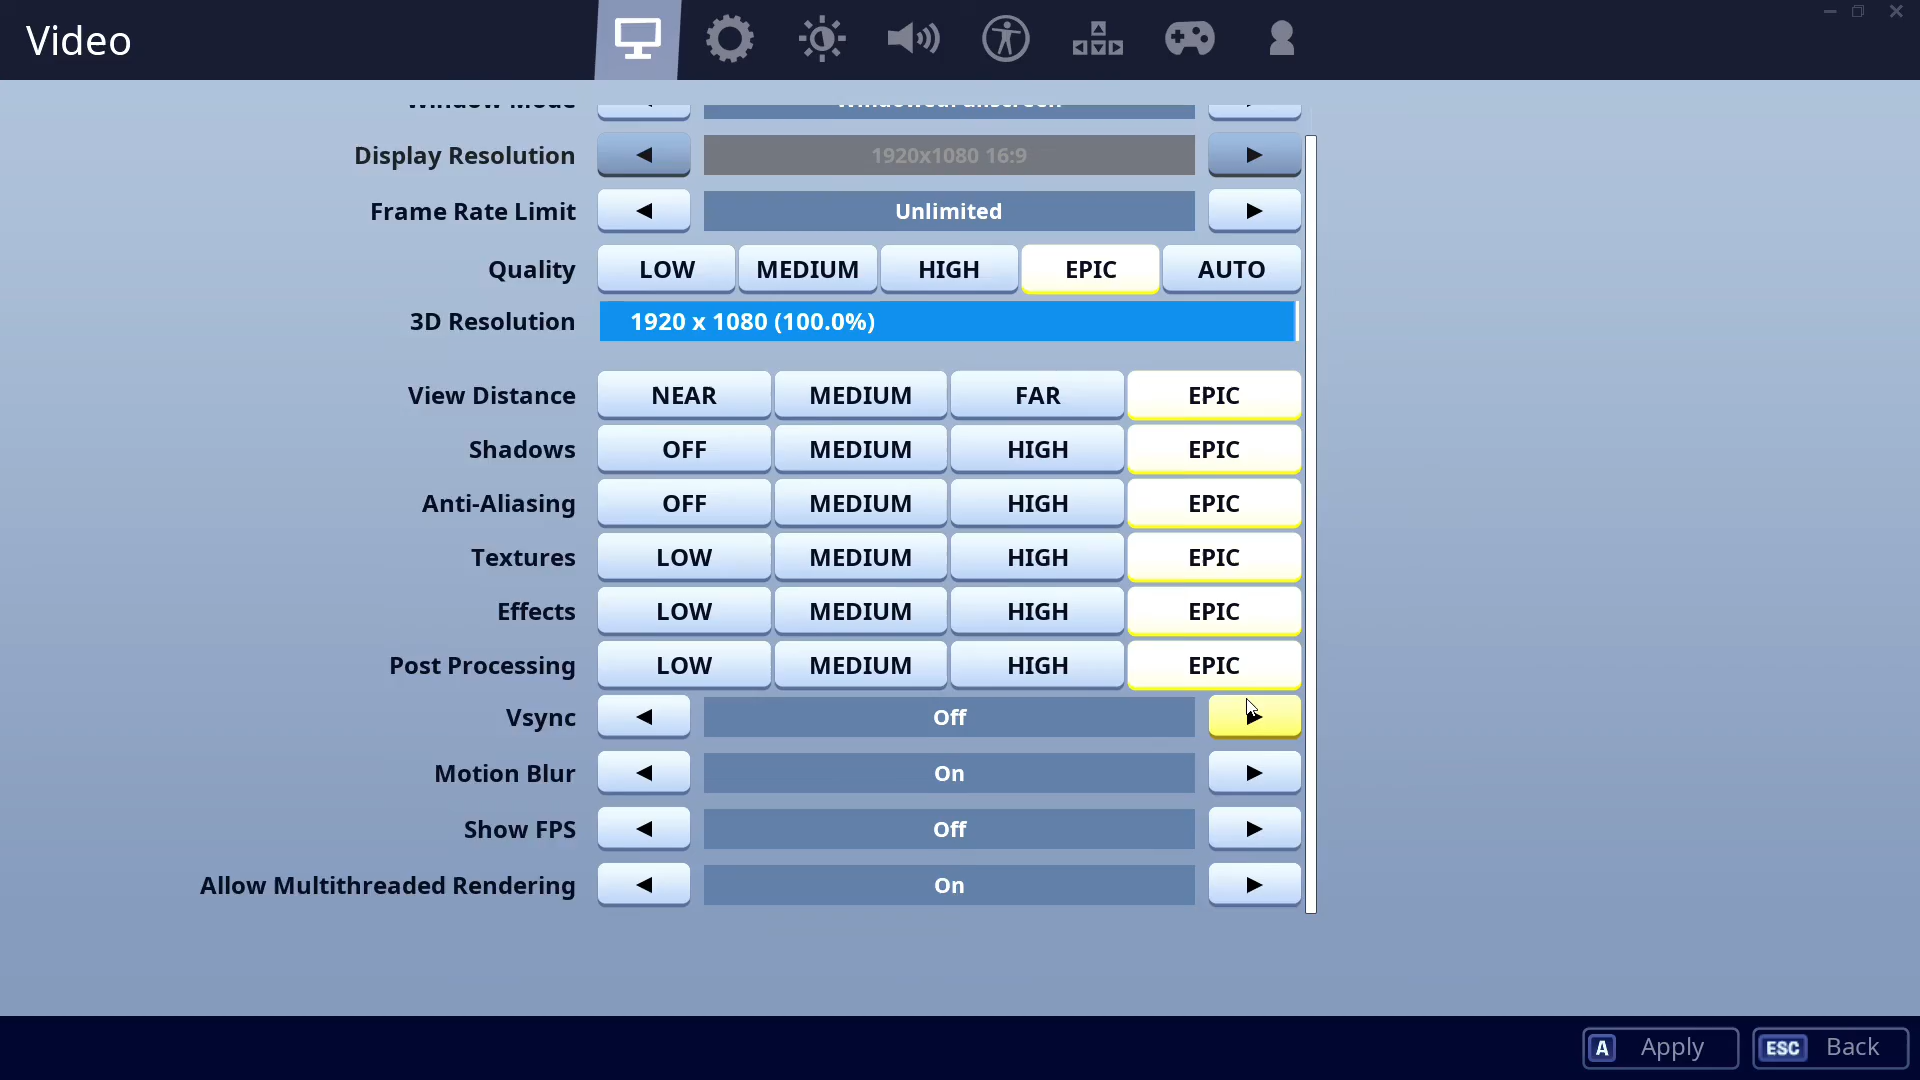 Video
Window Mode
Display Resolution 1920x1080 16:9
Frame Rate Limit Unlimited
Quality LOW MEDIUM HIGH EPIC AUTO
3D Resolution 1920 x 1080 (100.0%)
View Distance NEAR MEDIUM FAR EPIC
Shadows OFF MEDIUM HIGH EPIC
Anti-Aliasing OFF MEDIUM HIGH EPIC
Textures LOW MEDIUM HIGH EPIC
Effects LOW MEDIUM HIGH EPIC
Post Processing LOW MEDIUM HIGH EPIC
Vsync Off
Motion Blur On
Show FPS Off
Allow Multithreaded Rendering On
A Apply ESC Back